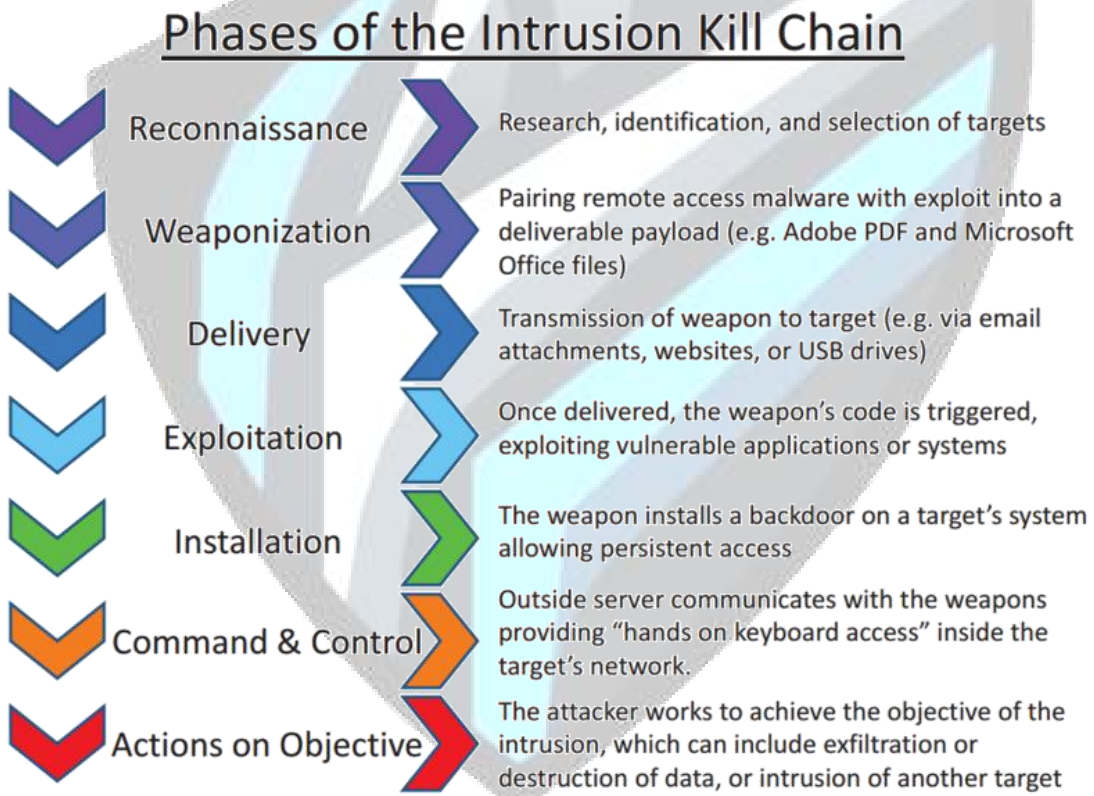 Phases of the Intrusion Kill Chain
Reconnaissance
Research, identification, and selection of targets
Weaponization
Pairing remote access malware with exploit into a
deliverable payload (e.g. Adobe PDF and Microsoft
Office files)
Delivery
Transmission of weapon to target (e.g. via email
attachments, websites, or USB drives)
Exploitation
Once delivered, the weapon's code is triggered,
exploiting vulnerable applications or systems
Installation
The weapon installs a backdoor on a target's system
allowing persistent access
Command & Control
Outside server communicates with the weapons
providing “hands on keyboard access” inside the
target's network.
Actions on Objective
The attacker works to achieve the objective of the
intrusion, which can include exfiltration or
destruction of data, or intrusion of another target